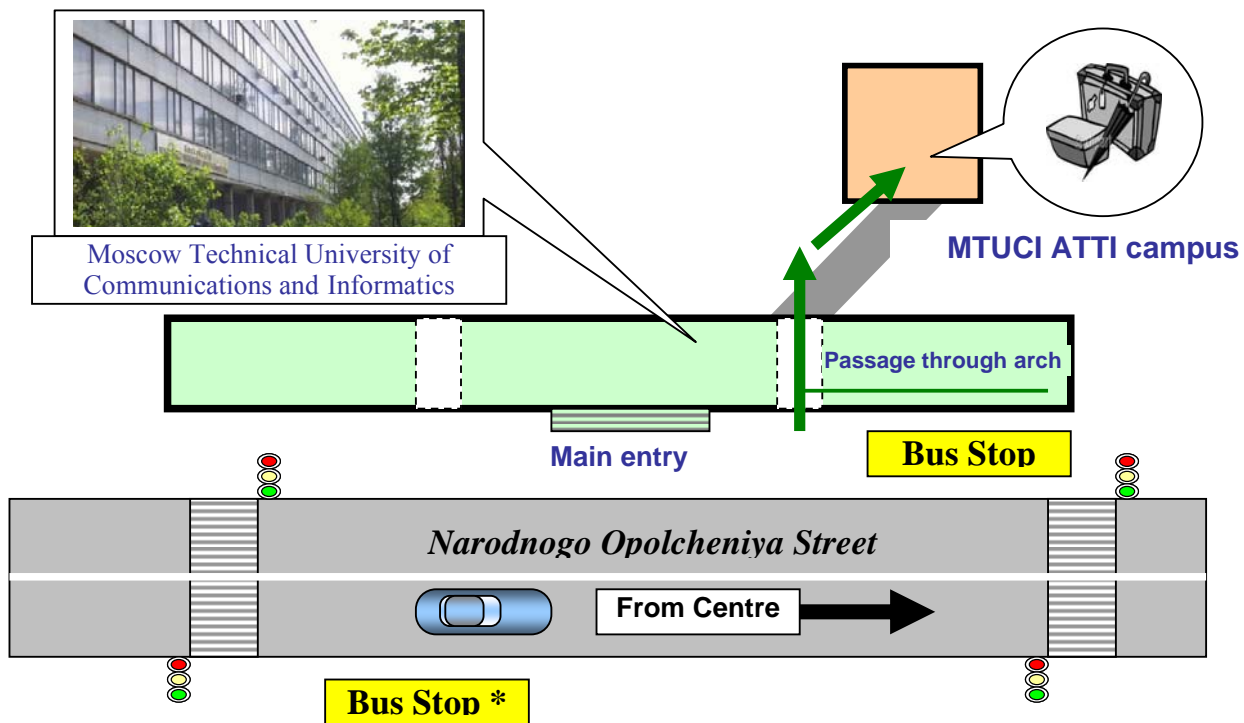 Moscow Technical University of
Communications and Informatics
MTUCI ATTI campus
Passage through arch
Main entry
Bus Stop
Narodnogo Opolcheniya Street
From Centre
Bus Stop *